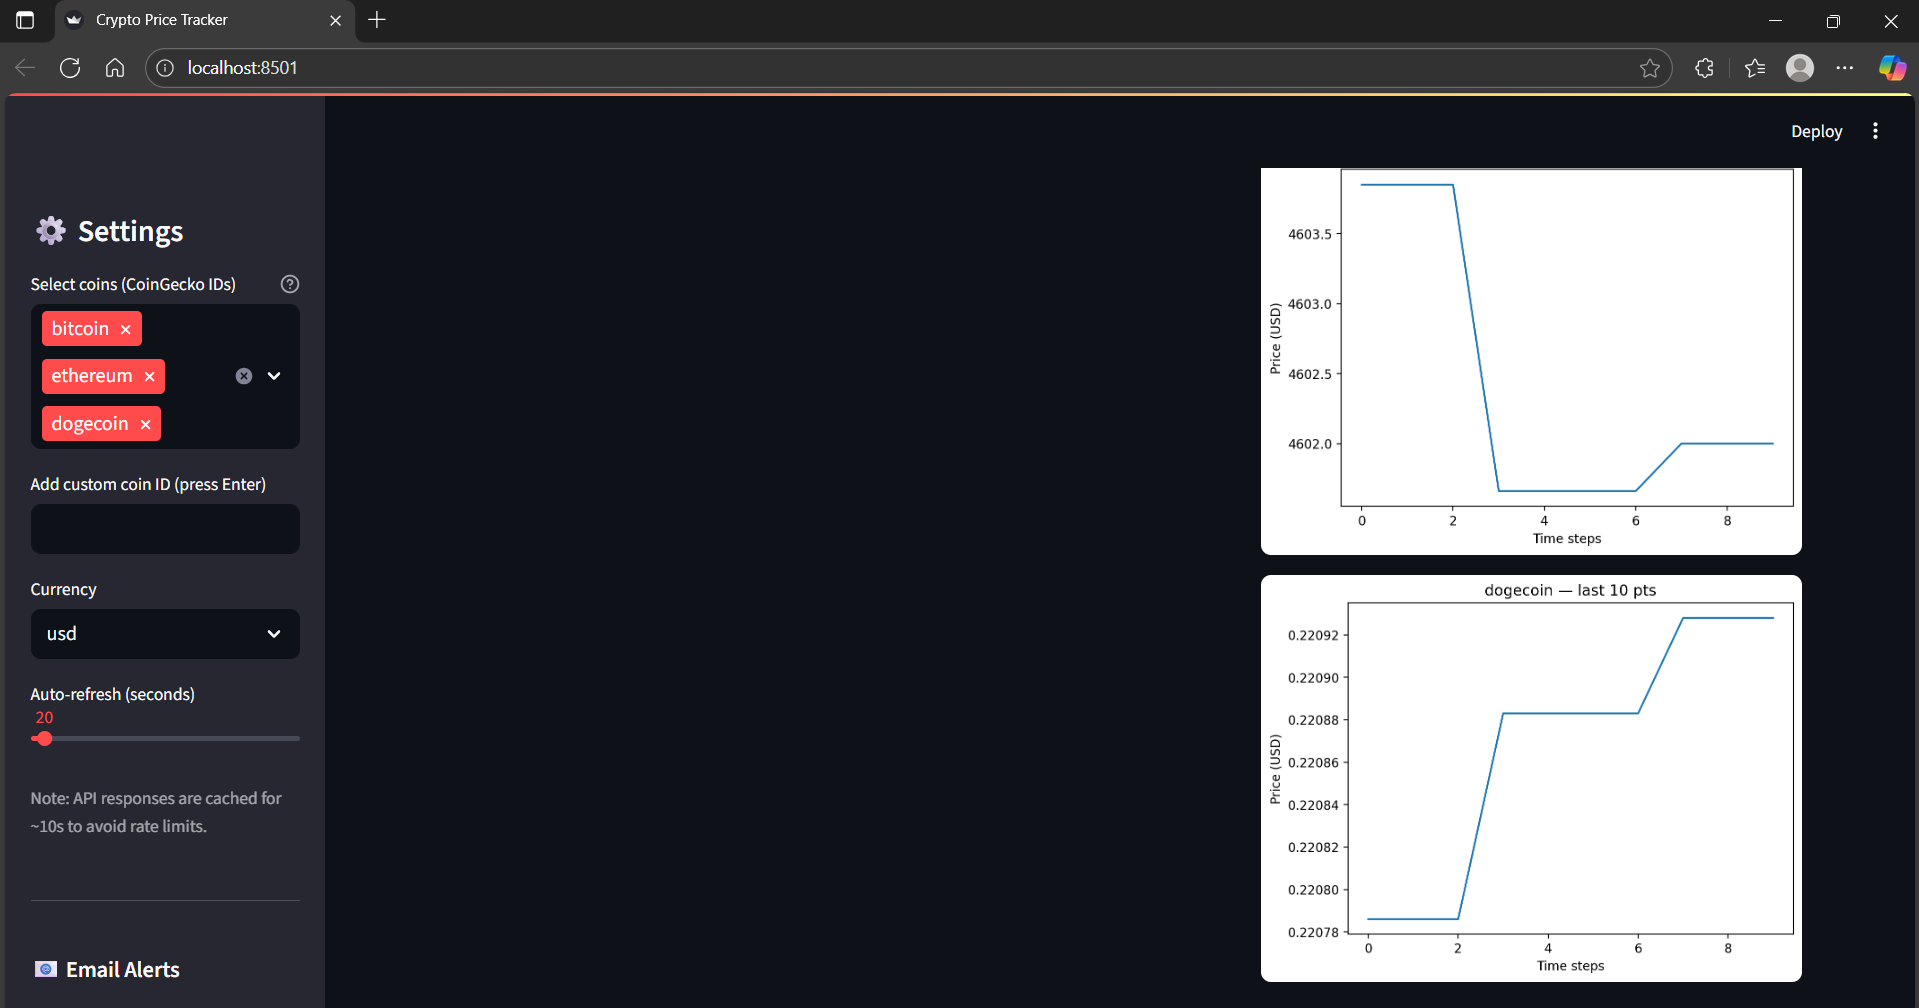 Crypto Price Tracker
localhost:8501
Deploy
Settings
Select coins (CoinGecko IDs)
bitcoin
ethereum
dogecoin
Add custom coin ID (press Enter)
Currency
usd
Auto-refresh (seconds)
20
Note: API responses are cached for
~10s to avoid rate limits.
Email Alerts
4603.5
4603.0
4602.5
4602.0
Price (USD)
0 2 4 6 8
Time steps
dogecoin — last 10 pts
0.22092
0.22090
0.22088
0.22086
0.22084
0.22082
0.22080
0.22078
Price (USD)
0 2 4 6 8
Time steps